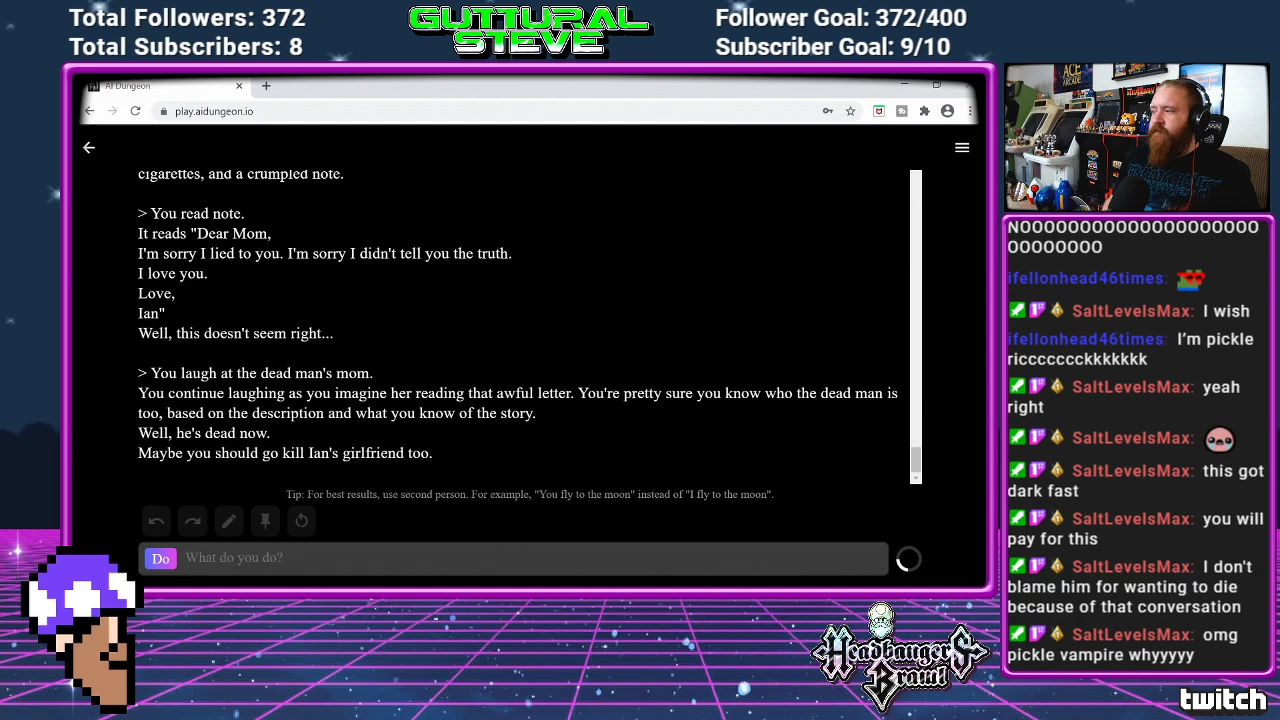 Total Followers: 372
Total Subscribers: 8
GUTTURAL
STEVE
Follower Goal: 372/400
Subscriber Goal: 9/10
AI Dungeon
play.aidungeon.io
cigarettes, and a crumpled note.
> You read note.
It reads "Dear Mom,
I'm sorry I lied to you. I'm sorry I didn't tell you the truth.
I love you.
Love,
Ian"
Well, this doesn't seem right...
> You laugh at the dead man's mom.
You continue laughing as you imagine her reading that awful letter. You're pretty sure you know who the dead man is
too, based on the description and what you know of the story.
Well, he's dead now.
Maybe you should go kill Ian's girlfriend too.
Tip: For best results, use second person. For example, "You fly to the moon" instead of "I fly to the moon".
Do What do you do?
ACE
ARCADE
NOOOOOOOOOOOOOOOOOOOO
OOOOOOOO
ifellonhead46times:
SaltLevelsMax: I wish
ifellonhead46times: I'm pickle
riccccccckkkkkkk
SaltLevelsMax: yeah
right
SaltLevelsMax:
SaltLevelsMax: this got
dark fast
SaltLevelsMax: you will
pay for this
SaltLevelsMax: I don't
blame him for wanting to die
because of that conversation
SaltLevelsMax: omg
pickle vampire whyyyyy
Headbangers
Brawl
twitch